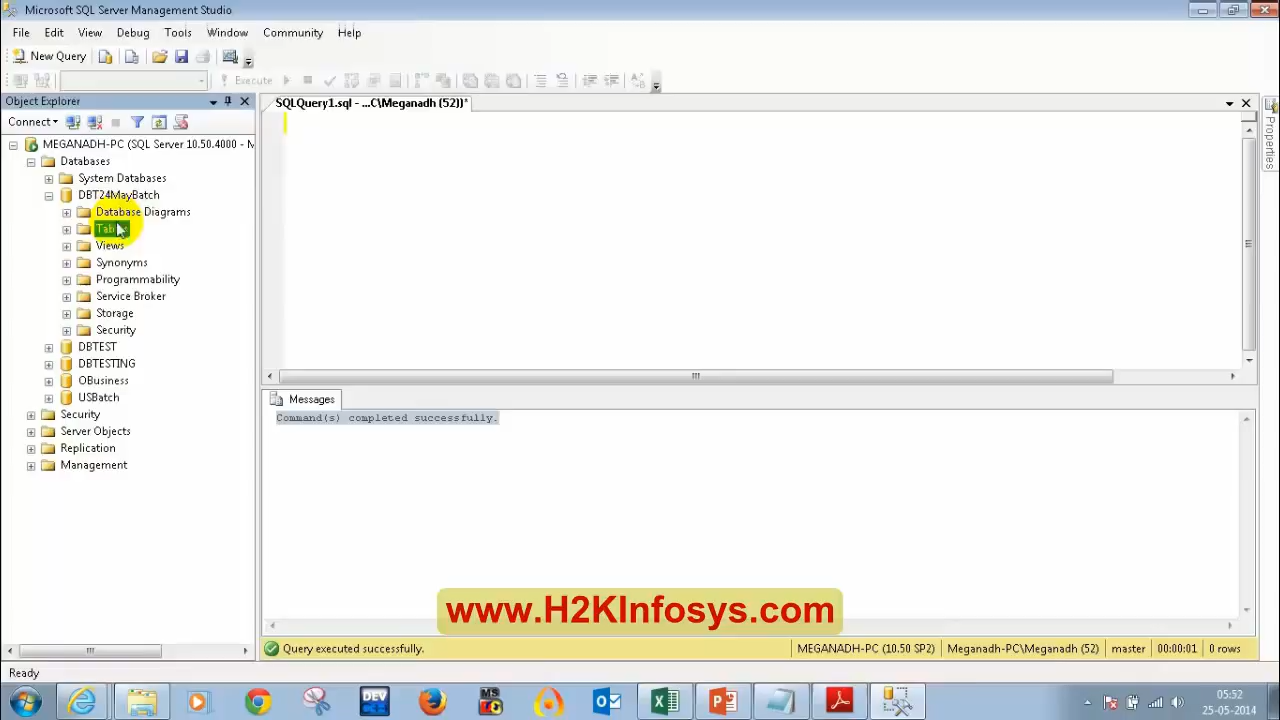 Microsoft SQL Server Management Studio
File Edit View Debug Tools Window Community Help
New Query
Execute
Object Explorer
SQLQuery1.sql - ...C\Meganadh (52))*
Connect
MEGANADH-PC (SQL Server 10.50.4000 - M
Databases
System Databases
DBT24MayBatch
Database Diagrams
Views
Synonyms
Programmability
Service Broker
Storage
Security
DBTEST
DBTESTING
OBusiness
USBatch
Security
Server Objects
Replication
Management
Properties
Messages
Command(s) completed successfully.
www.H2KInfosys.com
Query executed successfully.
MEGANADH-PC (10.50 SP2) Meganadh-PC\Meganadh (52) master 00:00:01 0 rows
Ready
DEV
MS
05:52
25-05-2014